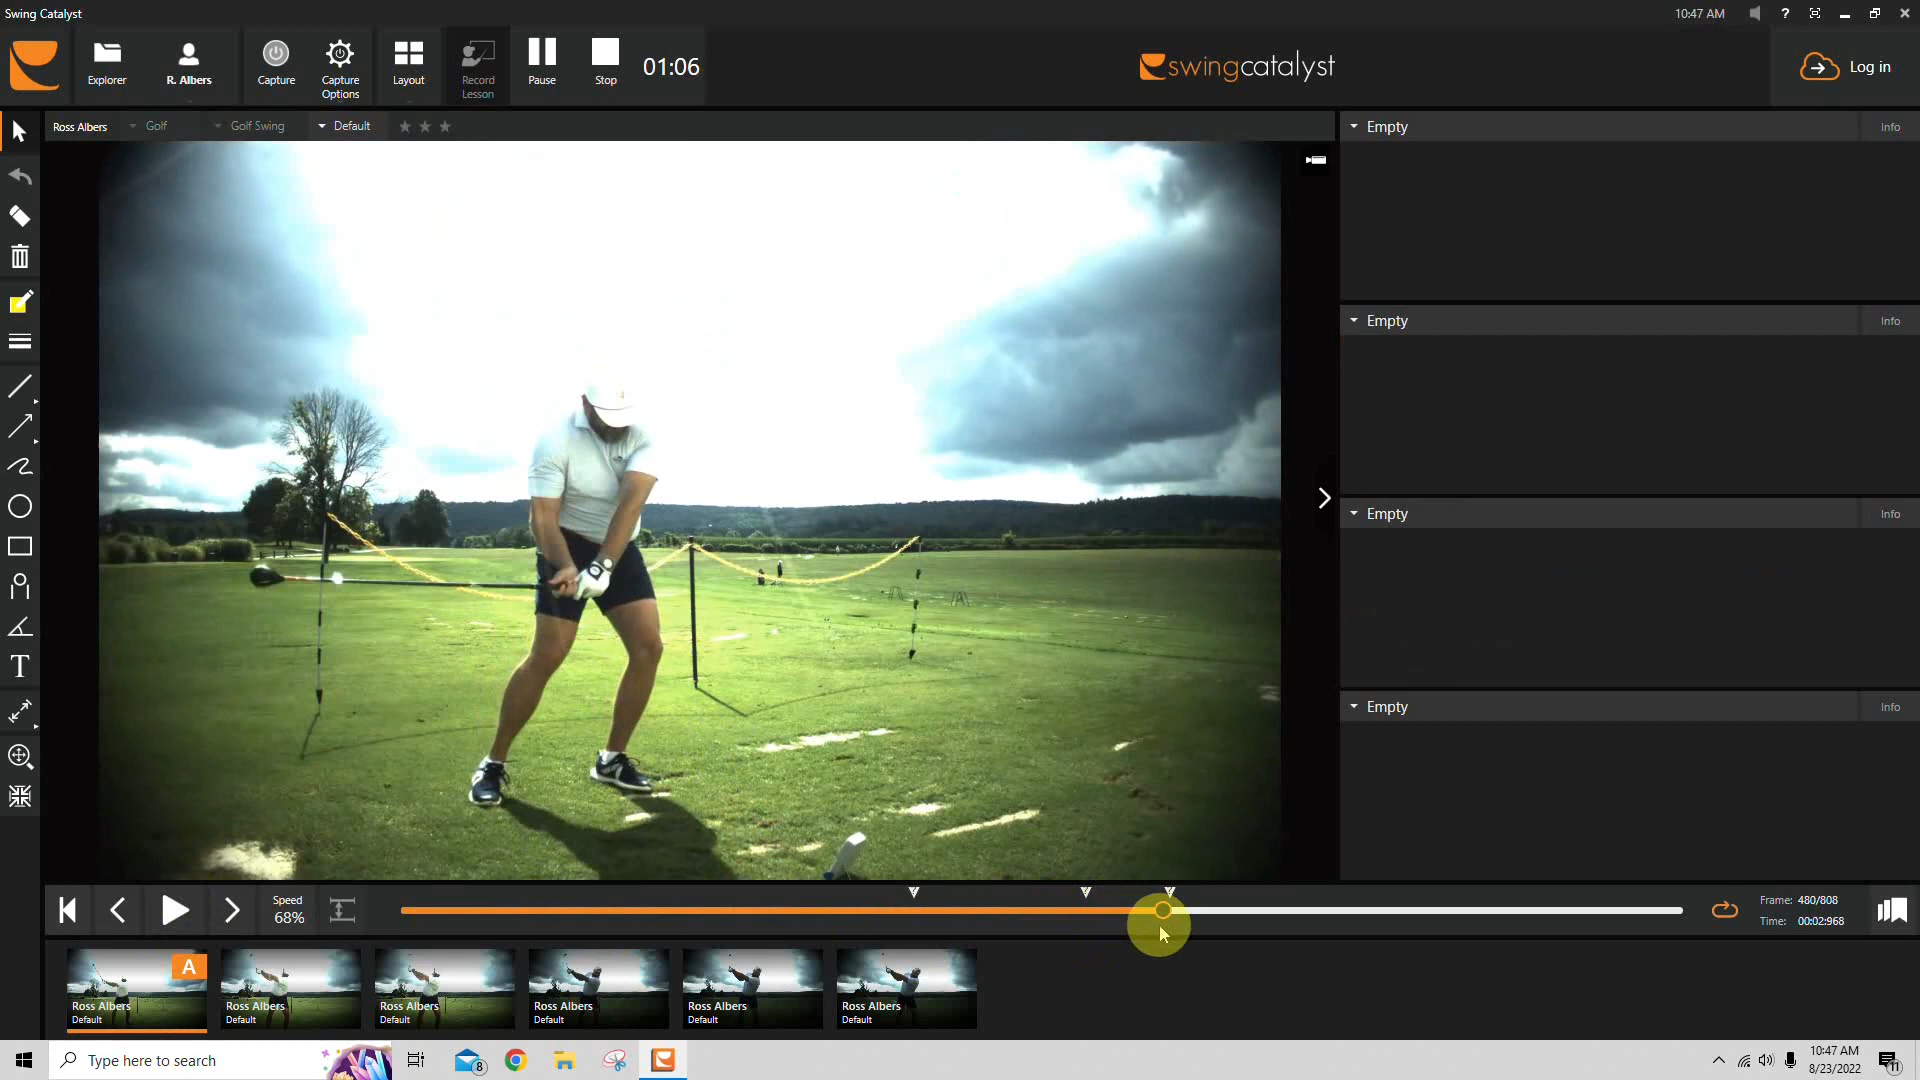 Swing Catalyst
10:47 AM
?
Explorer
R. Albers
Capture
Capture
Options
Layout
Record
Lesson
Pause
Stop
01:06
swingcatalyst
Log in
Ross Albers
Golf
Golf Swing
Default
Empty
Info
Empty
Info
Empty
Info
Empty
Info
T
Speed
68%
Frame: 480/808
Time: 00:02:968
A
Ross Albers
Default
Ross Albers
Default
Ross Albers
Default
Ross Albers
Default
Ross Albers
Default
Ross Albers
Default
Type here to search
8
10:47 AM
8/23/2022
11